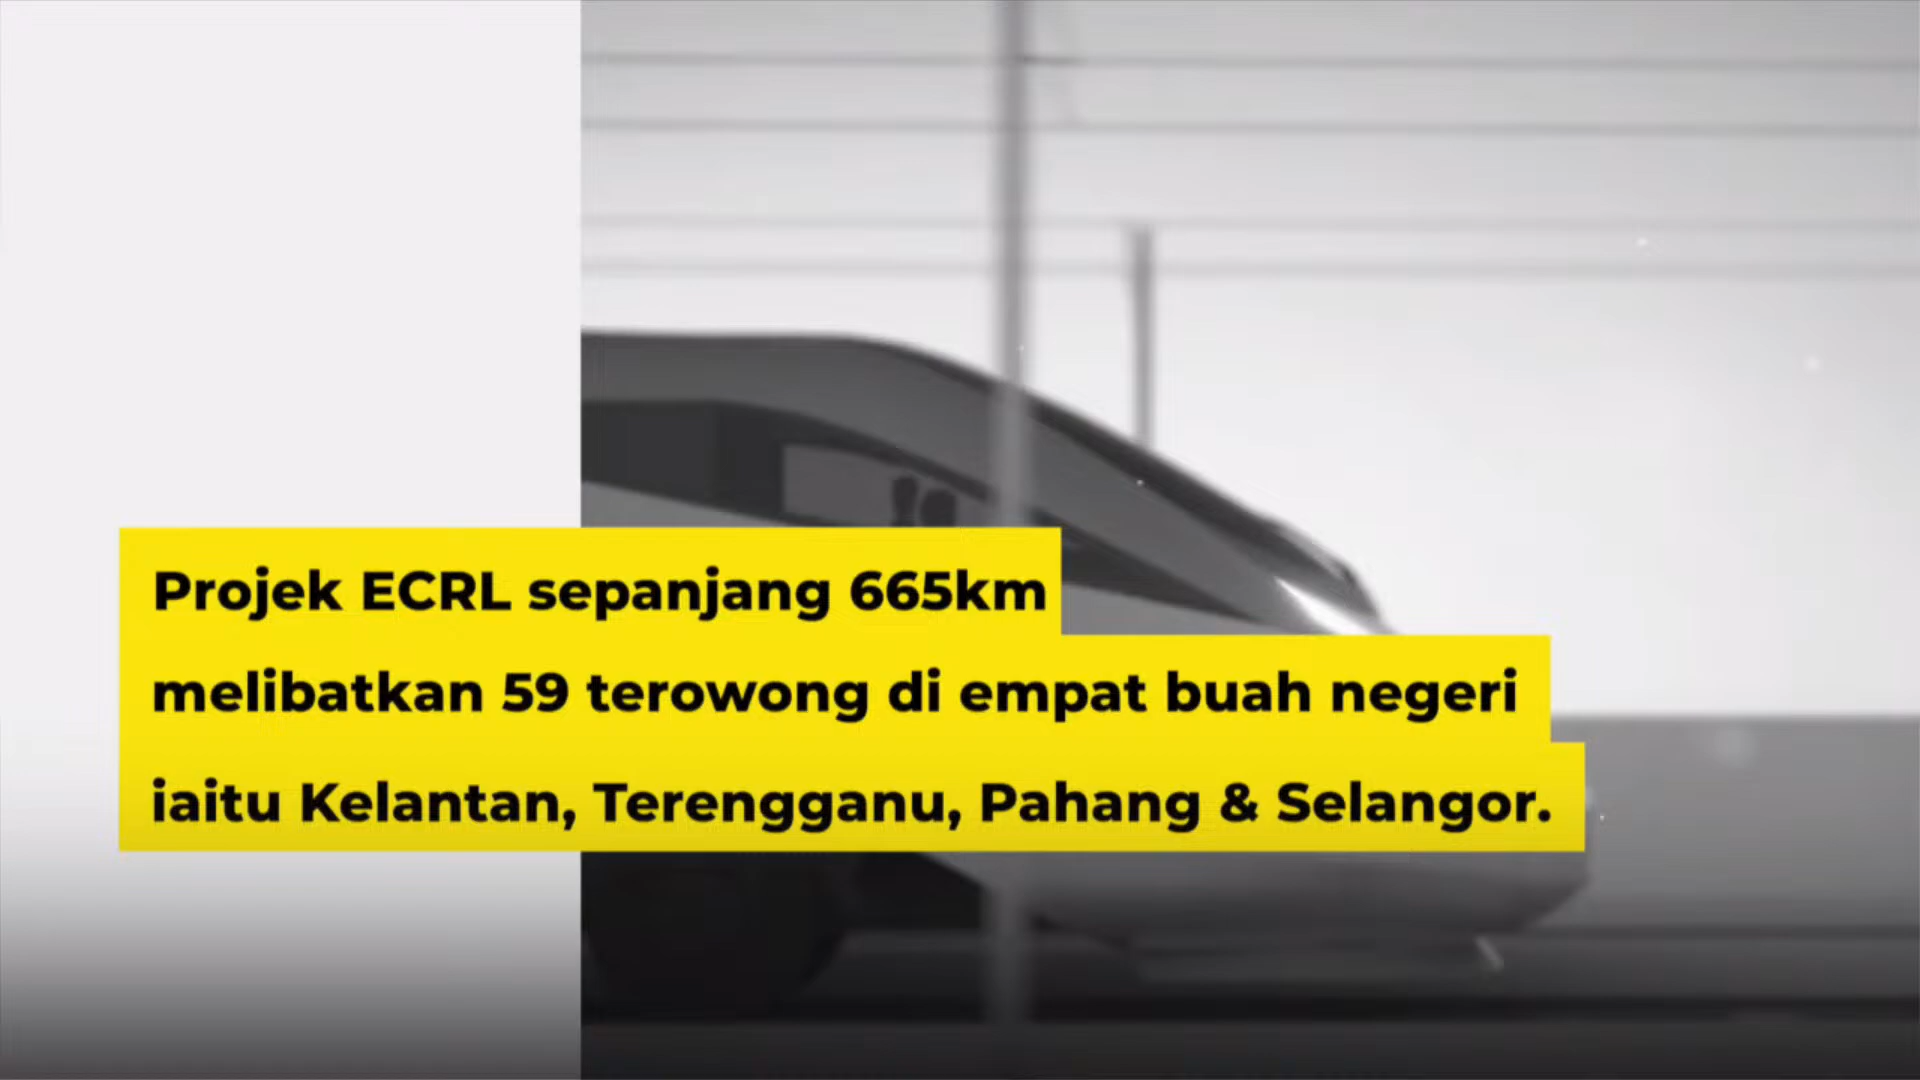 Projek ECRL sepanjang 665km
melibatkan 59 terowong di empat buah negeri
iaitu Kelantan, Terengganu, Pahang & Selangor.